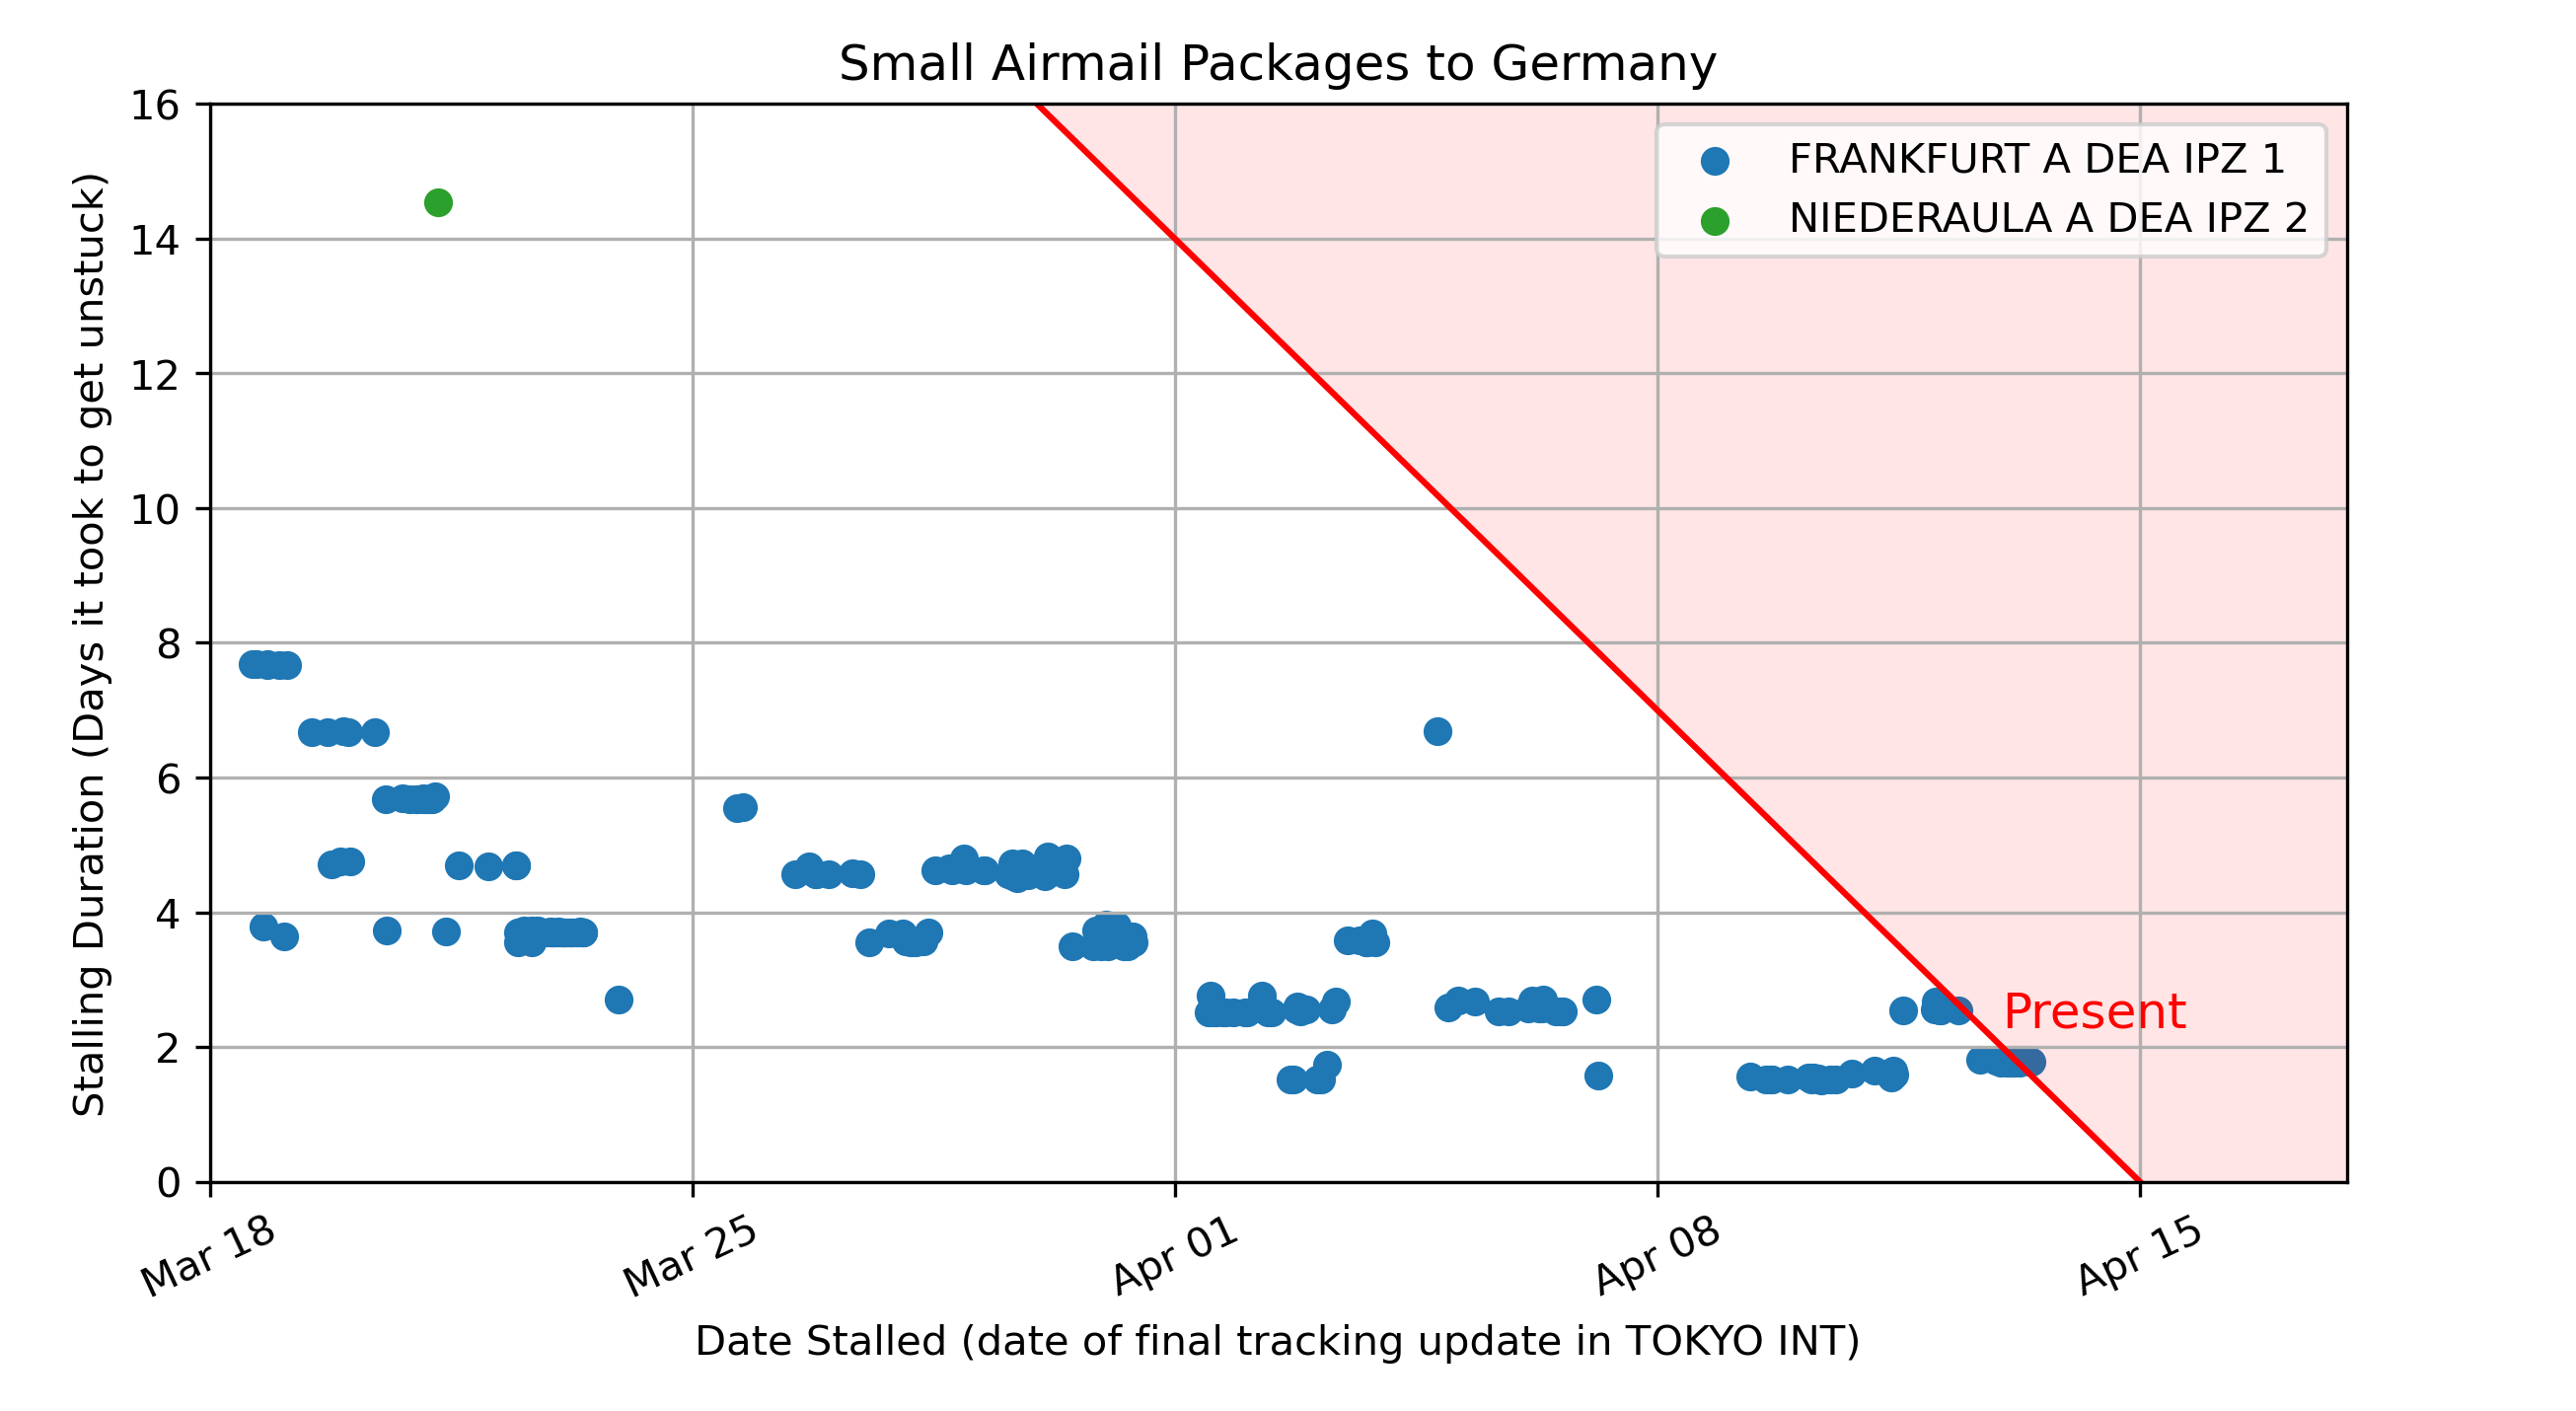 Small Airmail Packages to Germany
Stalling Duration (Days it took to get unstuck)
16
14
12
10
8
6
4
2
0
FRANKFURT A DEA IPZ 1
NIEDERAULA A DEA IPZ 2
Present
Mar 18
Mar 25
Apr 01
Apr 08
Apr 15
Date Stalled (date of final tracking update in TOKYO INT)